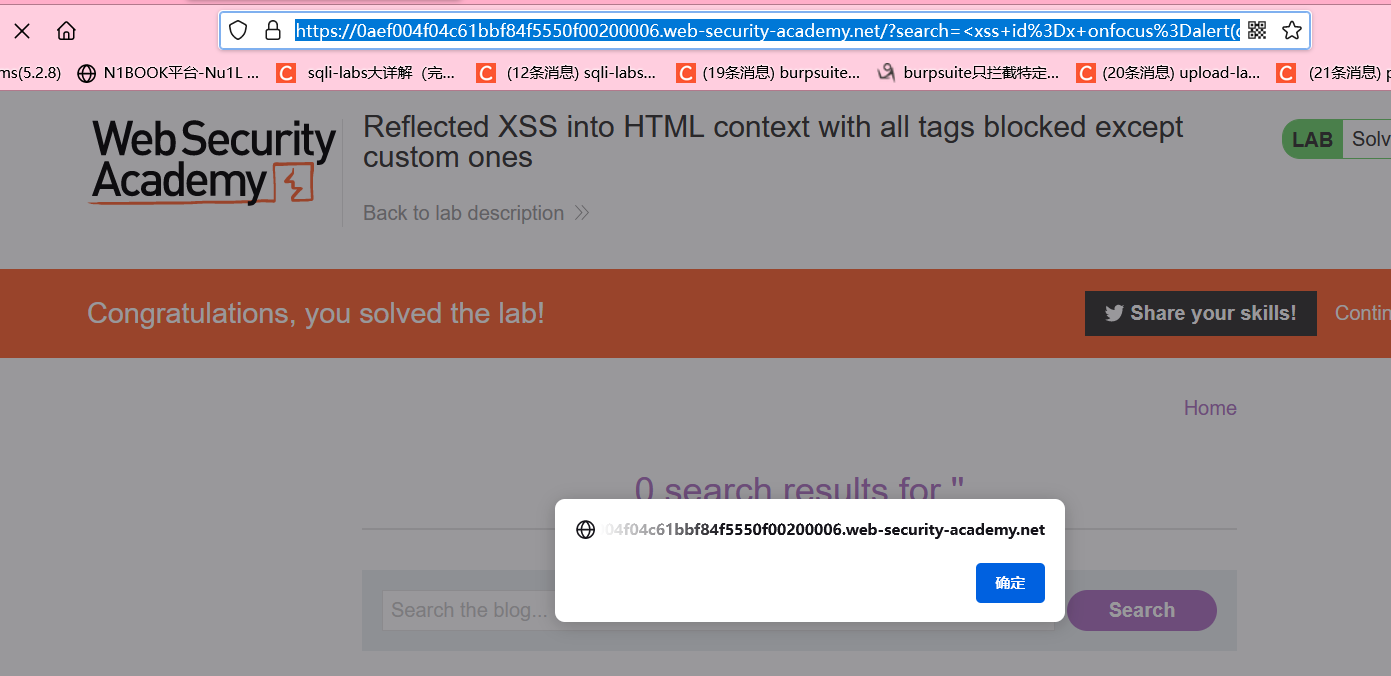 https://0aef004f04c61bbf84f5550f00200006.web-security-academy.net/?search=<xss+id%3Dx+onfocus%3Dalert(
ms(5.2.8) N1BOOK平台-Nu1L ... sqli-labs大详解（完... (12条消息) sqli-labs... (19条消息) burpsuite... burpsuite只拦截特定... (20条消息) upload-la... (21条消息)
Web Security
Academy
Reflected XSS into HTML context with all tags blocked except
custom ones
LAB Solv
Back to lab description
Congratulations, you solved the lab!
Share your skills! Contin
Home
0 search results for "
04f04c61bbf84f5550f00200006.web-security-academy.net
确定
Search the blog...
Search